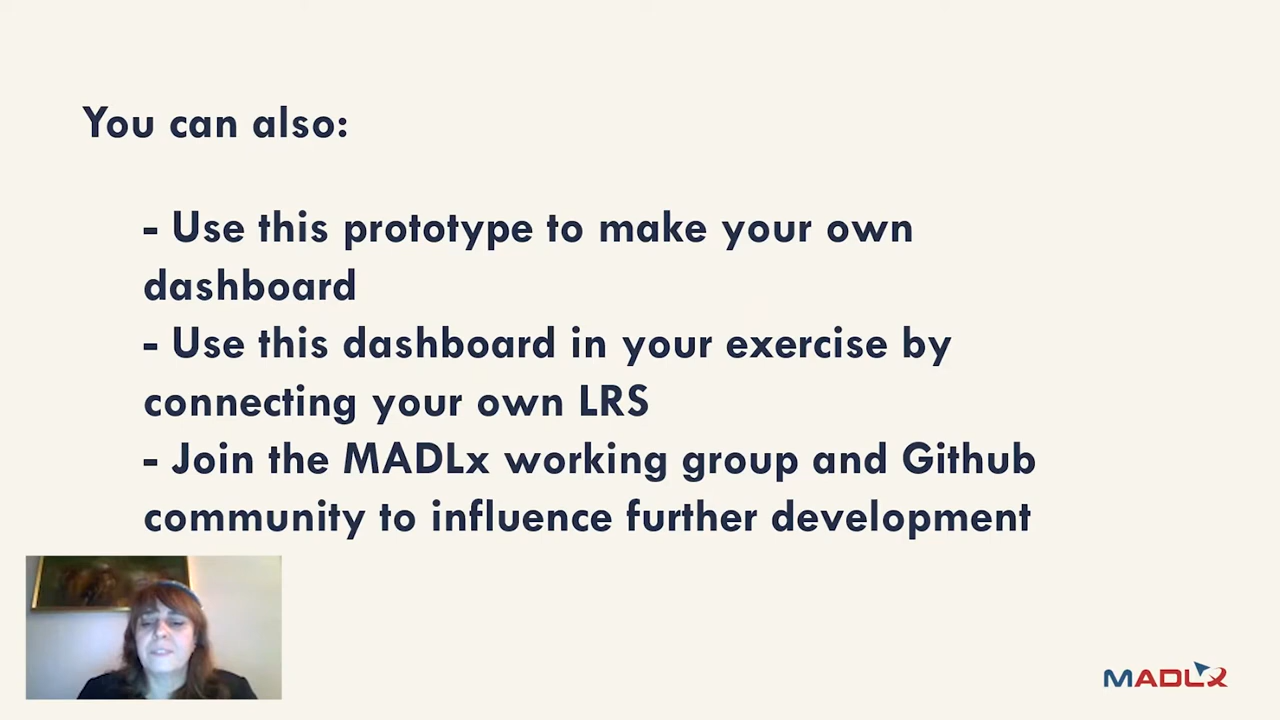 You can also:
- Use this prototype to make your own
dashboard
- Use this dashboard in your exercise by
connecting your own LRS
- Join the MADLx working group and Github
community to influence further development
MADLx